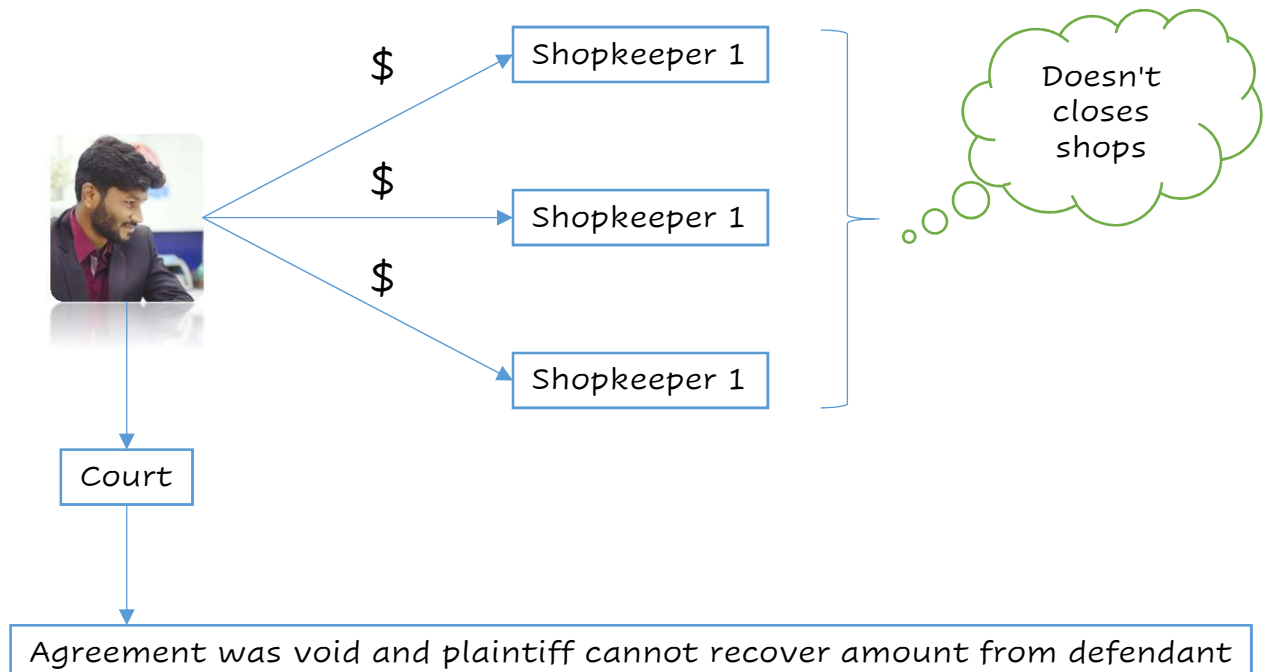 $
Shopkeeper 1
Doesn't
closes
shops
$
Shopkeeper 1
$
Shopkeeper 1
Court
Agreement was void and plaintiff cannot recover amount from defendant